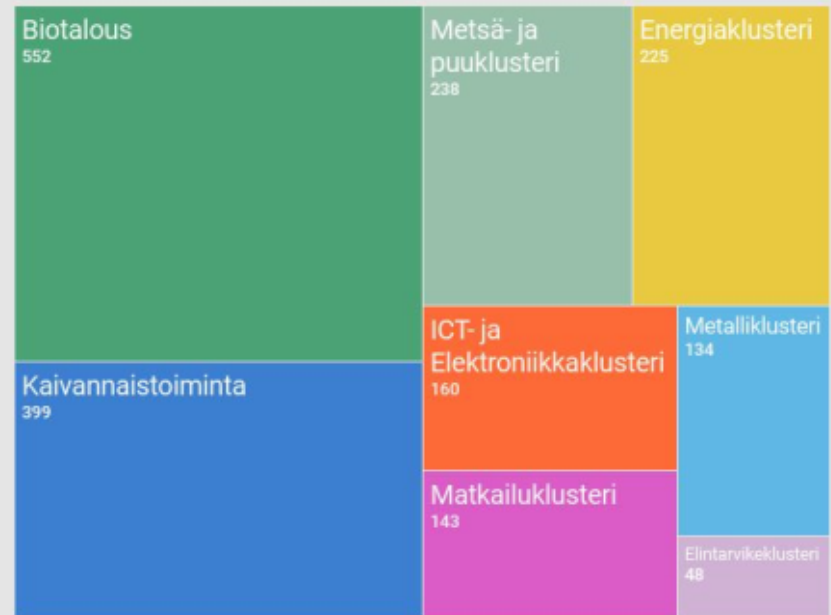 Biotalous
552
Metsä- ja
puuklusteri
238
Energiaklusteri
225
Kaivannaistoiminta
399
ICT- ja
Elektroniikkaklusteri
160
Metalliklusteri
134
Matkailuklusteri
143
Elintarvikeklusteri
48